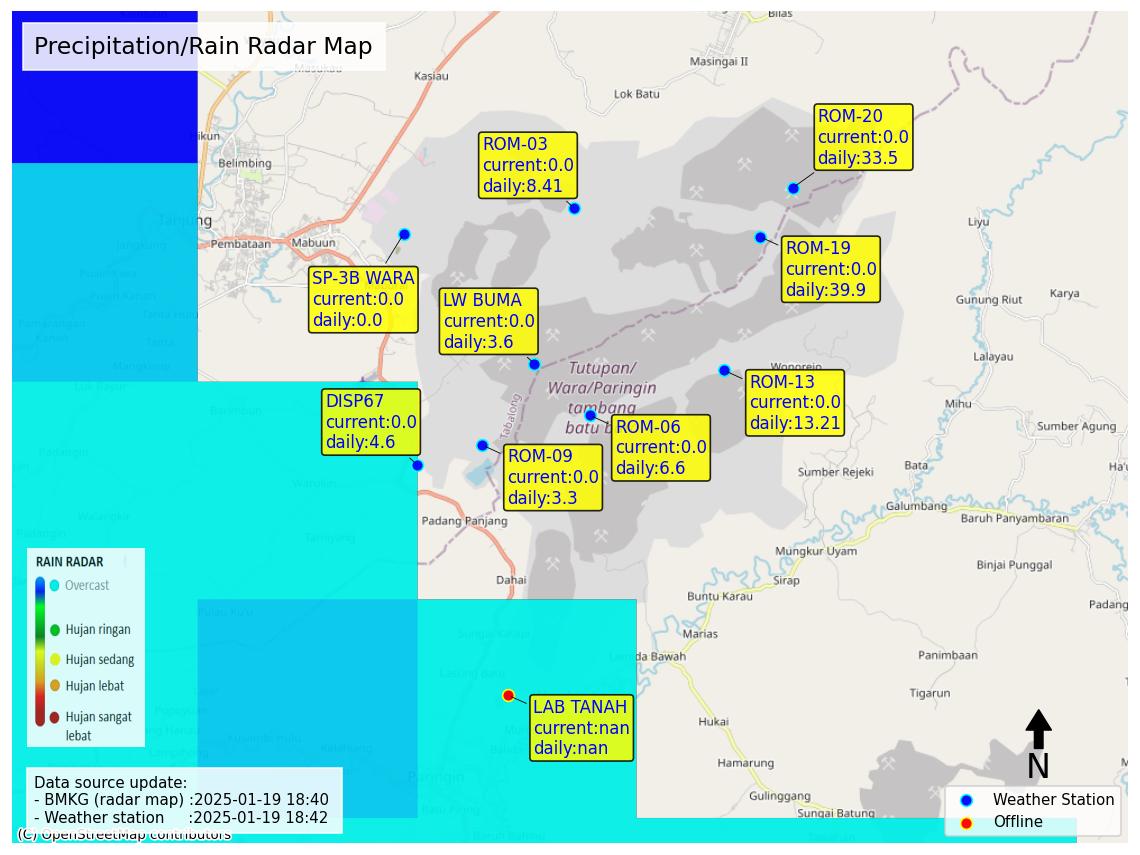 Precipitation/Rain Radar Map
Bilas
Masingai II
Kasiau
Lok Batu
Hikun
Belimbing
Tanjung
Pembataan
Mabuun
Jangkung
ROM-20
current:0.0
daily:33.5
ROM-03
current:0.0
daily:8.41
Liyu
ROM-19
current:0.0
daily:39.9
SP-3B WARA
current:0.0
daily:0.0
LW BUMA
current:0.0
daily:3.6
Gunung Riut
Karya
Lalayau
Tutupan/
Wara/Paringin
tambang
Wonorejo
ROM-13
current:0.0
daily:13.21
Mihu
Sumber Agung
DISP67
current:0.0
daily:4.6
Tabalong
ROM-06
current:0.0
daily:6.6
ROM-09
current:0.0
daily:3.3
Bata
Sumber Rejeki
Galumbang
Baruh Panyambaran
Padang Panjang
Mungkur Uyam
Binjai Punggal
Dahai
Sirap
Buntu Karau
Padang
Marias
Panimbaan
Tigarun
Hukai
Hamarung
Gulinggang
Sungai Batung
Paringin
RAIN RADAR
Overcast
Hujan ringan
Hujan sedang
Hujan lebat
Hujan sangat
lebat
LAB TANAH
current:nan
daily:nan
N
Data source update:
- BMKG (radar map) :2025-01-19 18:40
- Weather station :2025-01-19 18:42
(C) OpenStreetMap contributors
Weather Station
Offline